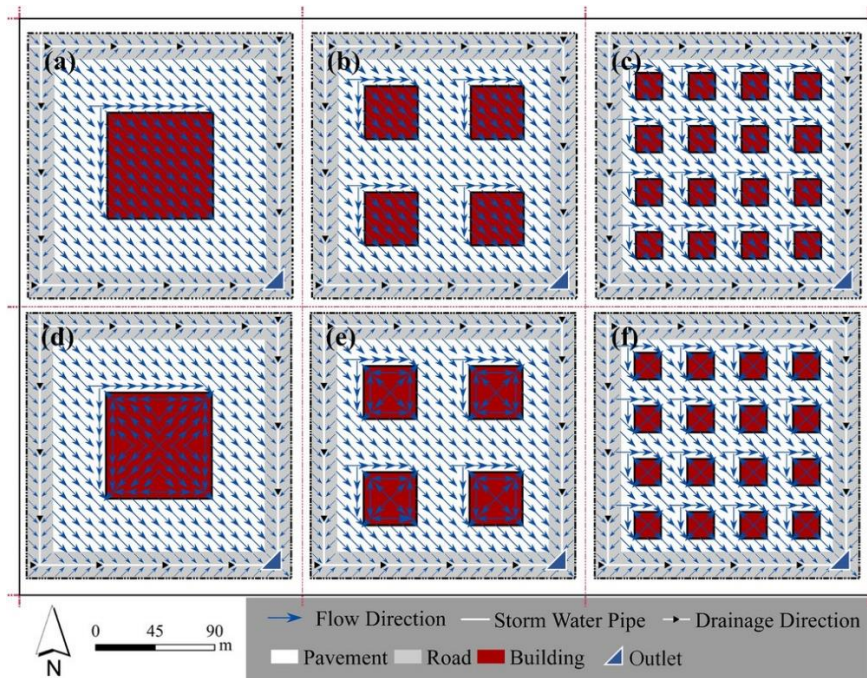 (a) (b) (c)
(d) (e) (f)
0 45 90
m
N
Flow Direction Storm Water Pipe Drainage Direction
Pavement Road Building Outlet